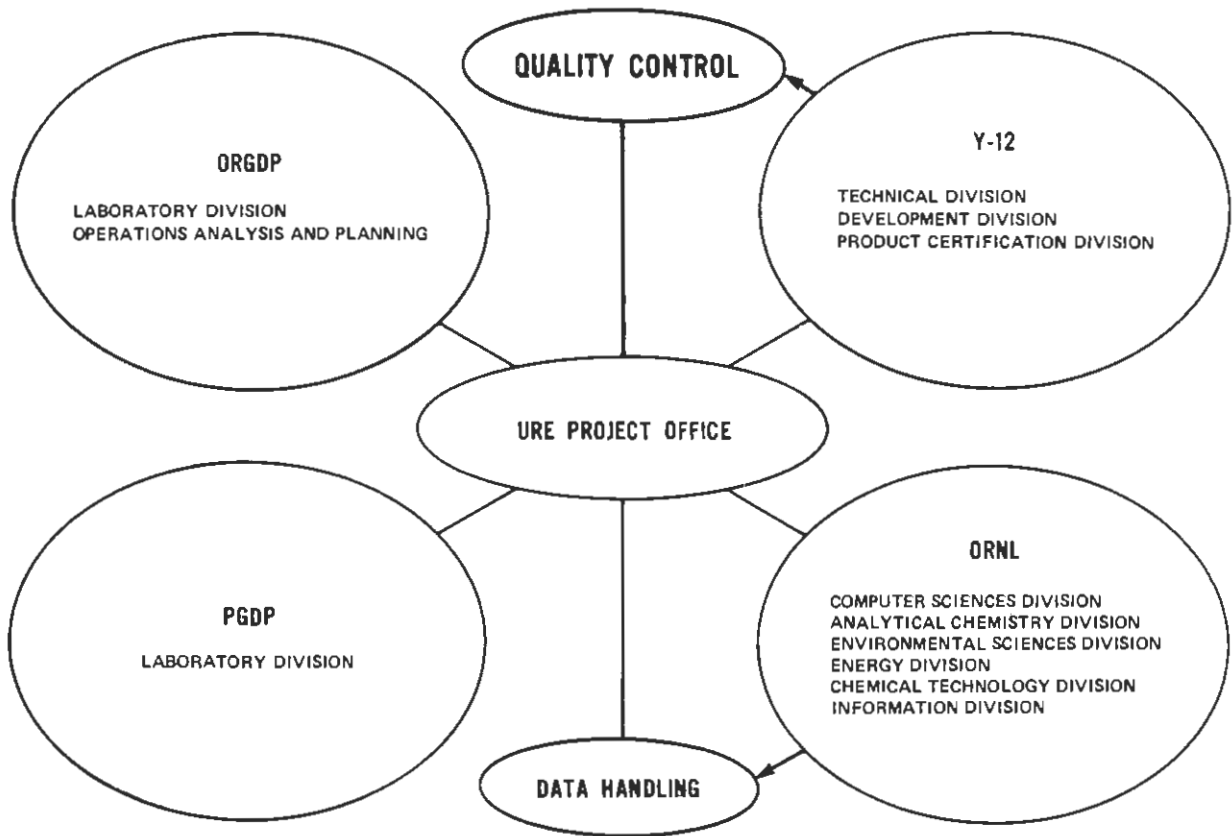 QUALITY CONTROL
ORGDP
LABORATORY DIVISION
OPERATIONS ANALYSIS AND PLANNING
Y-12
TECHNICAL DIVISION
DEVELOPMENT DIVISION
PRODUCT CERTIFICATION DIVISION
URE PROJECT OFFICE
PGDP
LABORATORY DIVISION
ORNL
COMPUTER SCIENCES DIVISION
ANALYTICAL CHEMISTRY DIVISION
ENVIRONMENTAL SCIENCES DIVISION
ENERGY DIVISION
CHEMICAL TECHNOLOGY DIVISION
INFORMATION DIVISION
DATA HANDLING